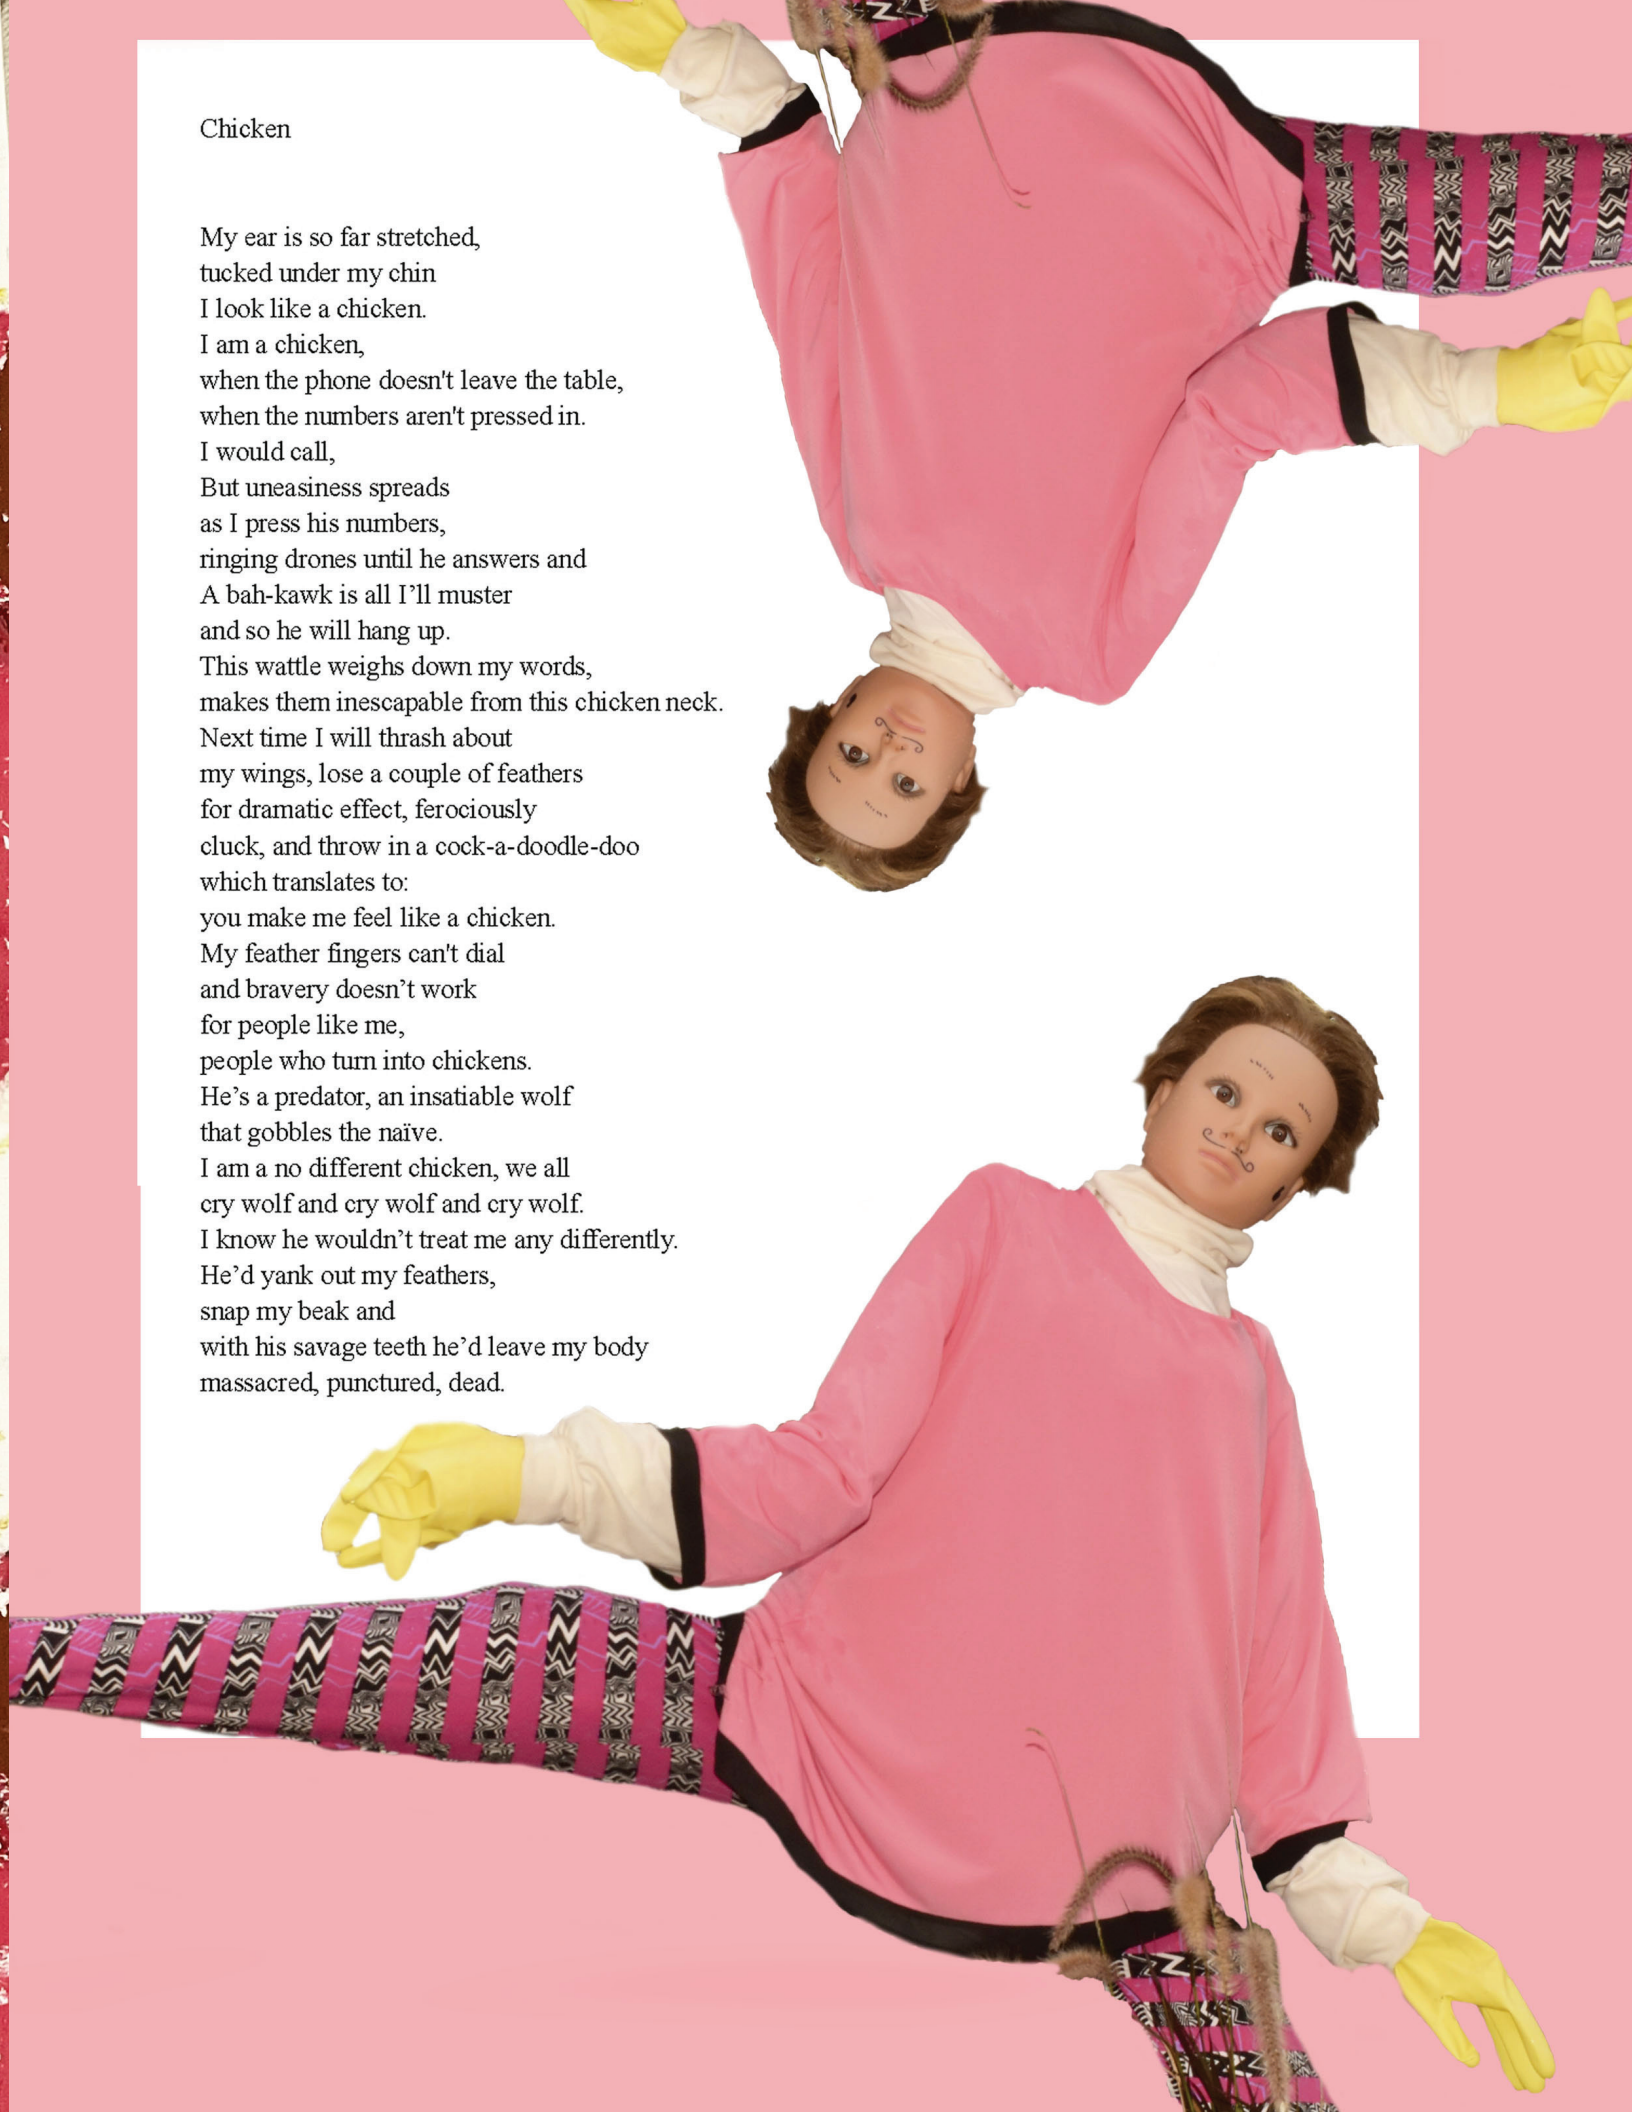 Chicken
My ear is so far stretched,
tucked under my chin
I look like a chicken.
I am a chicken,
when the phone doesn't leave the table,
when the numbers aren't pressed in.
I would call,
But uneasiness spreads
as I press his numbers,
ringing drones until he answers and
A bah-kawk is all I’ll muster
and so he will hang up.
This wattle weighs down my words,
makes them inescapable from this chicken neck.
Next time I will thrash about
my wings, lose a couple of feathers
for dramatic effect, ferociously
cluck, and throw in a cock-a-doodle-doo
which translates to:
you make me feel like a chicken.
My feather fingers can't dial
and bravery doesn’t work
for people like me,
people who turn into chickens.
He’s a predator, an insatiable wolf
that gobbles the naïve.
I am a no different chicken, we all
cry wolf and cry wolf and cry wolf.
I know he wouldn’t treat me any differently.
He’d yank out my feathers,
snap my beak and
with his savage teeth he’d leave my body
massacred, punctured, dead.